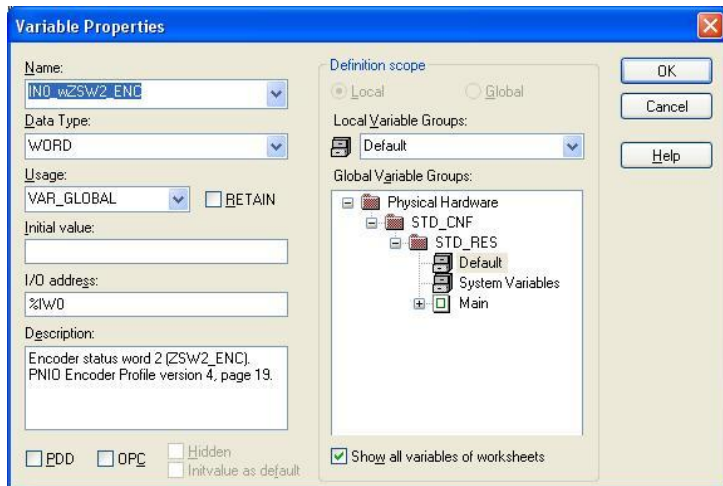 Variable Properties
Name:
IN0_wZSW2_ENC
Data Type:
WORD
Usage:
VAR_GLOBAL
RETAIN
Initial value:
I/O address:
%IW0
Description:
Encoder status word 2 (ZSW2_ENC).
PNIO Encoder Profile version 4, page 19.
PDD
OPC
Hidden
Initvalue as default
Definition scope
Local
Global
Local Variable Groups:
Default
Global Variable Groups:
Physical Hardware
STD_CNF
STD_RES
Default
System Variables
Main
Show all variables of worksheets
OK
Cancel
Help